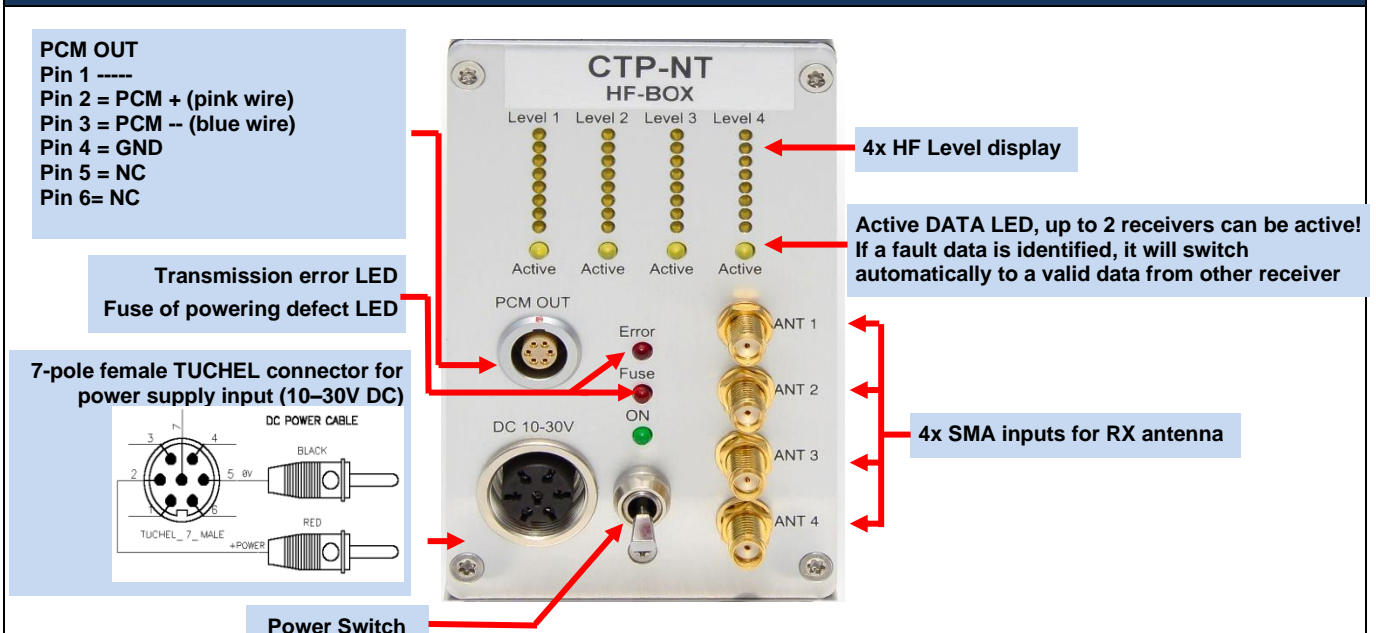 PCM OUT
Pin 1 -----
Pin 2 = PCM + (pink wire)
Pin 3 = PCM -- (blue wire)
Pin 4 = GND
Pin 5 = NC
Pin 6= NC
Transmission error LED
Fuse of powering defect LED
7-pole female TUCHEL connector for
power supply input (10–30V DC)
DC POWER CABLE
7
3 4
BLACK
2 5 0V
1 6
RED
TUCHEL_ 7_ MALE
+POWER
Power Switch
CTP-NT
HF-BOX
Level 1 Level 2 Level 3 Level 4
Active Active Active Active
PCM OUT
Error
Fuse
ON
DC 10-30V
ANT 1
ANT 2
ANT 3
ANT 4
4x HF Level display
Active DATA LED, up to 2 receivers can be active!
If a fault data is identified, it will switch
automatically to a valid data from other receiver
4x SMA inputs for RX antenna